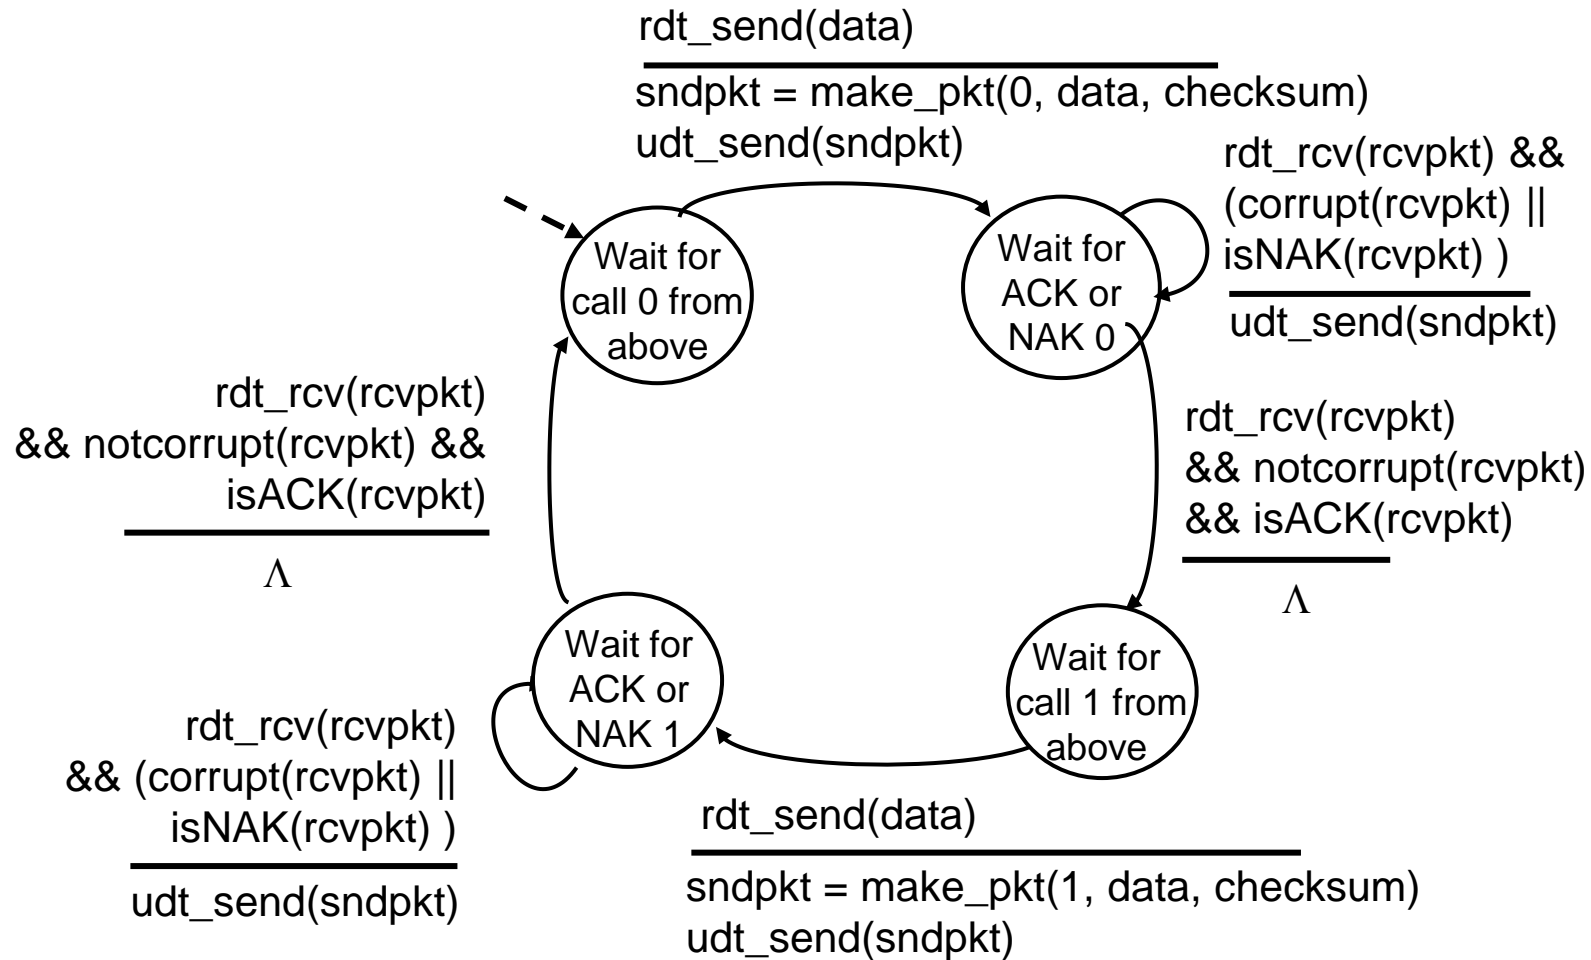 rdt_send(data)
sndpkt = make_pkt(0, data, checksum)
udt_send(sndpkt)
rdt_rcv(rcvpkt) &&
(corrupt(rcvpkt) ||
isNAK(rcvpkt) )
udt_send(sndpkt)
Wait for
call 0 from
above
Wait for
ACK or
NAK 0
rdt_rcv(rcvpkt)
&& notcorrupt(rcvpkt) &&
isACK(rcvpkt)
Λ
rdt_rcv(rcvpkt)
&& notcorrupt(rcvpkt)
&& isACK(rcvpkt)
Λ
Wait for
ACK or
NAK 1
Wait for
call 1 from
above
rdt_rcv(rcvpkt)
&& (corrupt(rcvpkt) ||
isNAK(rcvpkt) )
udt_send(sndpkt)
rdt_send(data)
sndpkt = make_pkt(1, data, checksum)
udt_send(sndpkt)